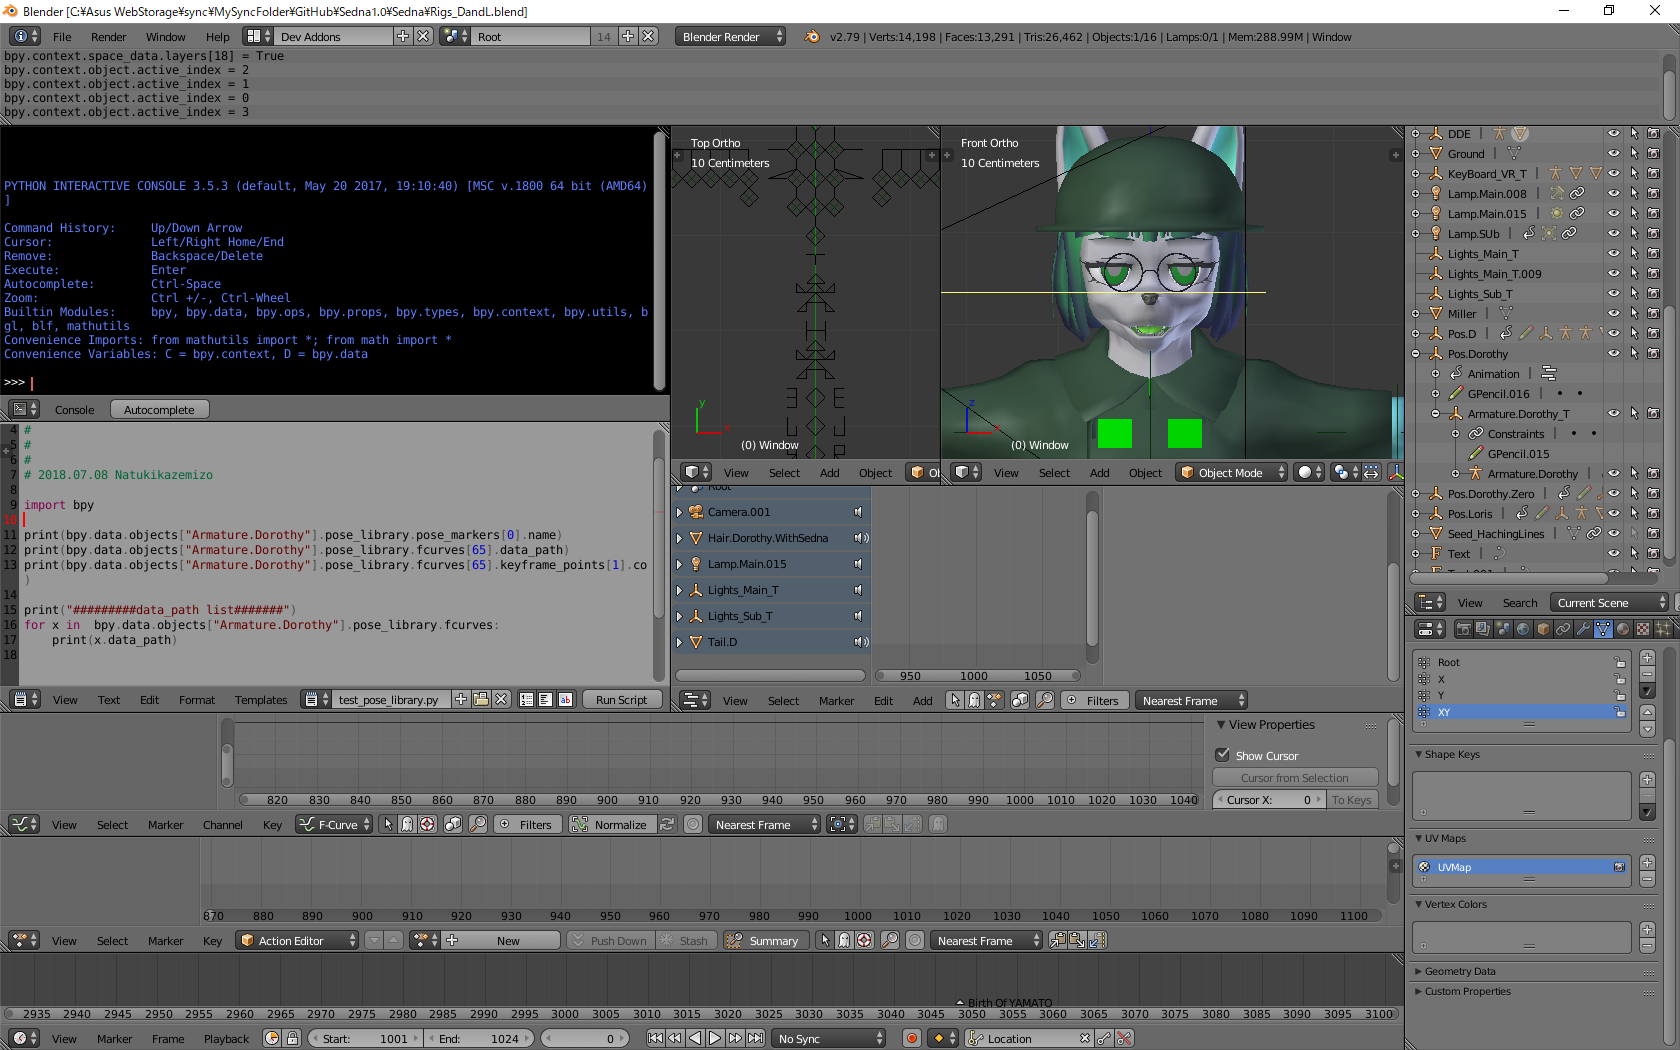 Blender [C:¥Asus WebStorage¥sync¥MySyncFolder¥GitHub¥Sedna1.0¥Sedna¥Rigs_DandL.blend]
File Render Window Help Dev Addons Root 14 Blender Render v2.79 | Verts:14,198 | Faces:13,291 | Tris:26,462 | Objects:1/16 | Lamps:0/1 | Mem:288.99M | Window
bpy.context.space_data.layers[18] = True
bpy.context.object.active_index = 2
bpy.context.object.active_index = 1
bpy.context.object.active_index = 0
bpy.context.object.active_index = 3
PYTHON INTERACTIVE CONSOLE 3.5.3 (default, May 20 2017, 19:10:40) [MSC v.1800 64 bit (AMD64)
]
Command History:     Up/Down Arrow
Cursor:              Left/Right Home/End
Remove:              Backspace/Delete
Execute:             Enter
Autocomplete:        Ctrl-Space
Zoom:                Ctrl +/-, Ctrl-Wheel
Builtin Modules:     bpy, bpy.data, bpy.ops, bpy.props, bpy.types, bpy.context, bpy.utils, b
gl, blf, mathutils
Convenience Imports: from mathutils import *; from math import *
Convenience Variables: C = bpy.context, D = bpy.data
>>>
Console Autocomplete
4 #
5 #
6 #
7 # 2018.07.08 Natukikazemizo
8
9 import bpy
10
11 print(bpy.data.objects["Armature.Dorothy"].pose_library.pose_markers[0].name)
12 print(bpy.data.objects["Armature.Dorothy"].pose_library.fcurves[65].data_path)
13 print(bpy.data.objects["Armature.Dorothy"].pose_library.fcurves[65].keyframe_points[1].co
)
14
15 print("#########data_path list#######")
16 for x in  bpy.data.objects["Armature.Dorothy"].pose_library.fcurves:
17     print(x.data_path)
18
View Text Edit Format Templates test_pose_library.py Run Script
Top Ortho
10 Centimeters
y
(0) Window
View Select Add Object
Front Ortho
10 Centimeters
z
(0) Window
View Select Add Object Object Mode
Root
Camera.001
Hair.Dorothy.WithSedna
Lamp.Main.015
Lights_Main_T
Lights_Sub_T
Tail.D
950 1000 1050
View Select Marker Edit Add Filters Nearest Frame
DDE
Ground
KeyBoard_VR_T
Lamp.Main.008
Lamp.Main.015
Lamp.SUb
Lights_Main_T
Lights_Main_T.009
Lights_Sub_T
Miller
Pos.D
Pos.Dorothy
Animation
GPencil.016
Armature.Dorothy_T
Constraints
GPencil.015
Armature.Dorothy
Pos.Dorothy.Zero
Pos.Loris
Seed_HachingLines
Text
Text.001
View Search Current Scene
Root
X
Y
XY
Shape Keys
UV Maps
UVMap
Vertex Colors
Geometry Data
Custom Properties
View Properties
Show Cursor
Cursor from Selection
Cursor X: 0 To Keys
820 830 840 850 860 870 880 890 900 910 920 930 940 950 960 970 980 990 1000 1010 1020 1030 1040
View Select Marker Channel Key F-Curve Filters Normalize Nearest Frame
870 880 890 900 910 920 930 940 950 960 970 980 990 1000 1010 1020 1030 1040 1050 1060 1070 1080 1090 1100
View Select Marker Key Action Editor New Push Down Stash Summary Nearest Frame
Birth Of YAMATO
2935 2940 2945 2950 2955 2960 2965 2970 2975 2980 2985 2990 2995 3000 3005 3010 3015 3020 3025 3030 3035 3040 3045 3050 3055 3060 3065 3070 3075 3080 3085 3090 3095 3100
View Marker Frame Playback Start: 1001 End: 1024 0 No Sync Location